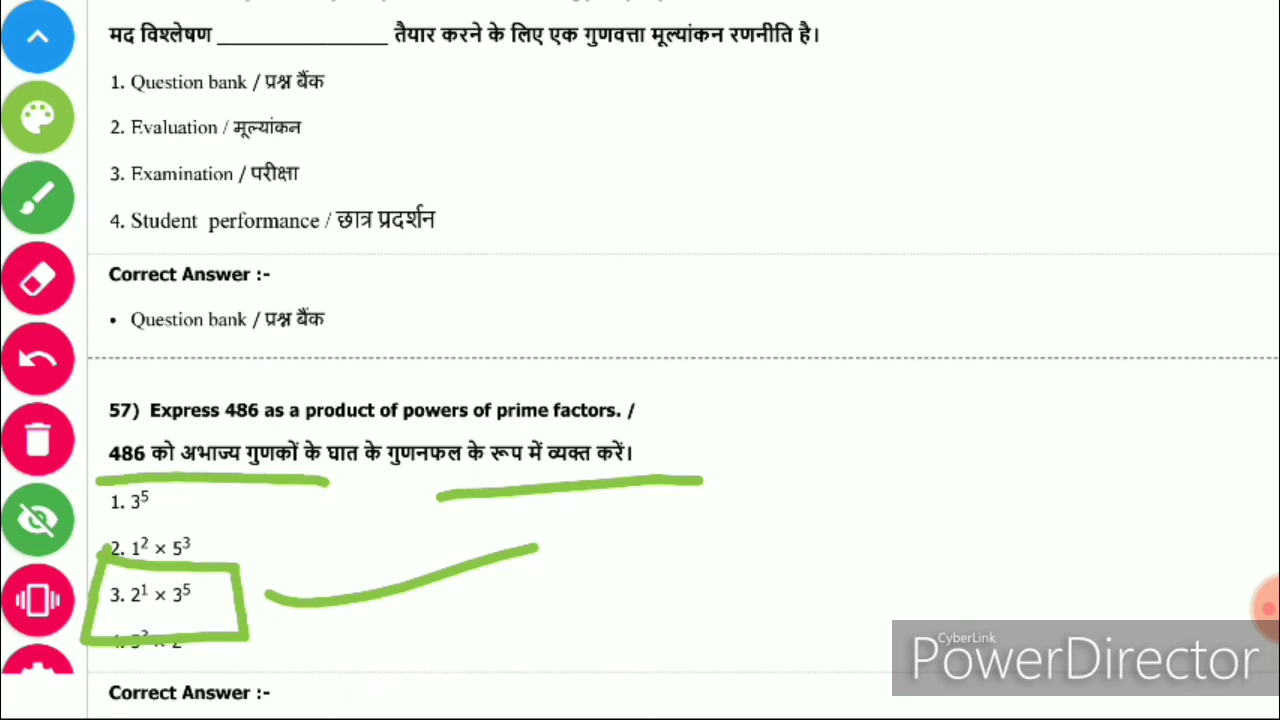 मद विश्लेषण ________________ तैयार करने के लिए एक गुणवत्ता मूल्यांकन रणनीति है।
1. Question bank / प्रश्न बैंक
2. Evaluation / मूल्यांकन
3. Examination / परीक्षा
4. Student performance / छात्र प्रदर्शन
Correct Answer :-
• Question bank / प्रश्न बैंक
57) Express 486 as a product of powers of prime factors. /
486 को अभाज्य गुणकों के घात के गुणनफल के रूप में व्यक्त करें।
1. 3⁵
2. 1² × 5³
3. 2¹ × 3⁵
Correct Answer :-
CyberLink
PowerDirector